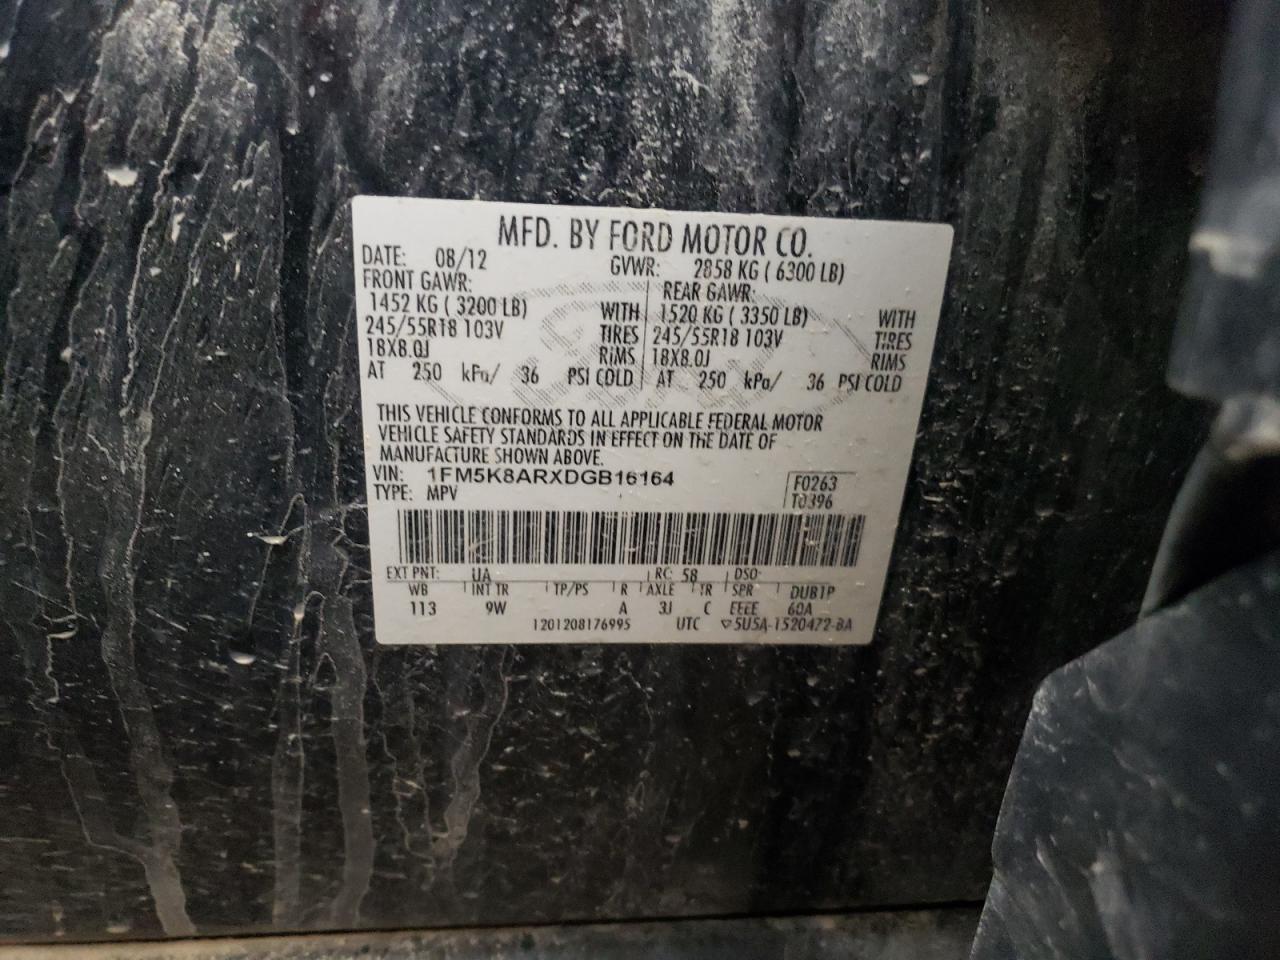 MFD. BY FORD MOTOR CO.
DATE: 08/12 GVWR: 2858 KG ( 6300 LB)
FRONT GAWR: REAR GAWR:
1452 KG ( 3200 LB) WITH 1520 KG ( 3350 LB) WITH
245/55R18 103V TIRES 245/55R18 103V TIRES
18X8.0J RIMS 18X8.0J RIMS
AT 250 kPa/ 36 PSI COLD AT 250 kPa/ 36 PSI COLD
THIS VEHICLE CONFORMS TO ALL APPLICABLE FEDERAL MOTOR
VEHICLE SAFETY STANDARDS IN EFFECT ON THE DATE OF
MANUFACTURE SHOWN ABOVE.
VIN: 1FM5K8ARXDGB16164 F0263
TYPE: MPV T0396
EXT PNT: UA RC: 58 DSO:
WB INT TR TP/PS R AXLE TR SPR DUB1P
113 9W A 3J C EEEE 60A
1201208176995 UTC ▽5U5A-1520472-BA